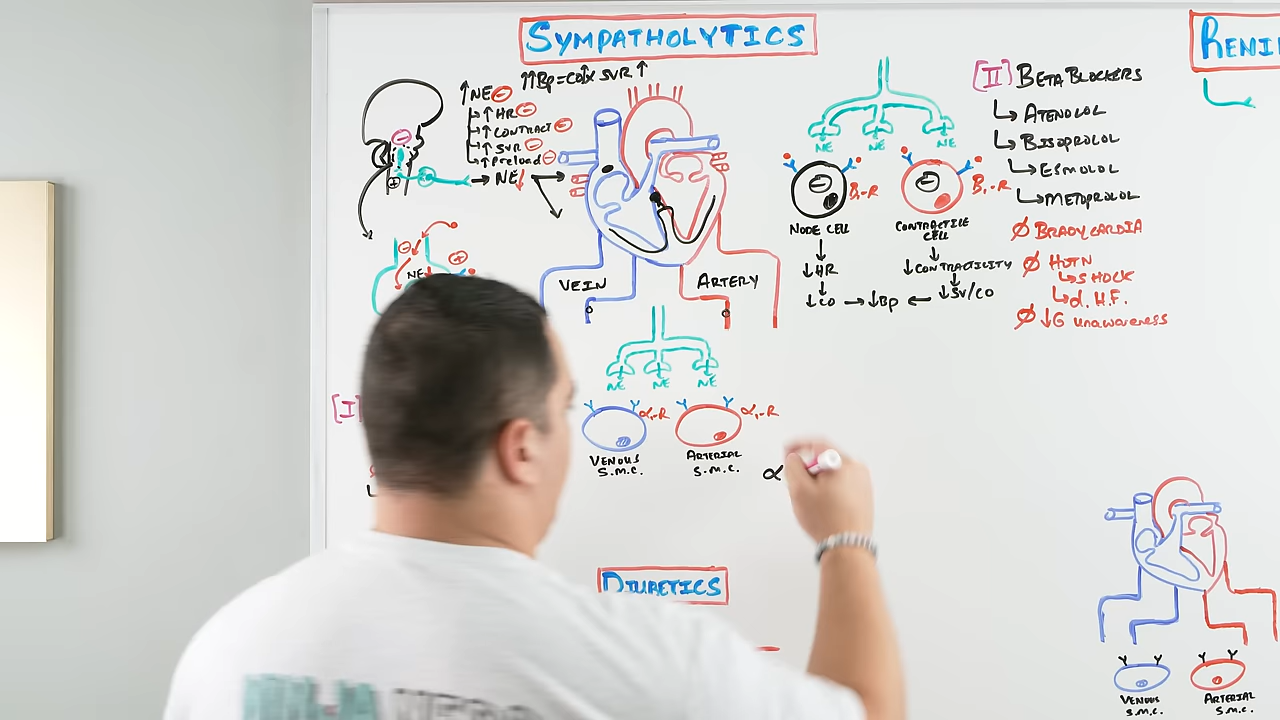 SYMPATHOLYTICS
RENI
↑↑BP=CO↑x SVR↑
↑NE ⊖
↳↑HR ⊖
↳↑CONTRACT ⊖
↳↑SVR ⊖
↳↑Preload ⊖
→ NE↓ →
NE
VEIN
ARTERY
NE NE NE
α₁-R α₁-R
VENOUS S.M.C.
ARTERIAL S.M.C.
α
[I]
NE NE NE
β₁-R β₁-R
NODE CELL
CONTRACTILE CELL
↓HR
↓CONTRACTILITY
↓CO → ↓BP ← ↓SV/CO
[II] BETA BLOCKERS
↳ ATENOLOL
↳ BISOPROLOL
↳ ESMOLOL
↳ METOPROLOL
Ø BRADYCARDIA
Ø HOTN
↳ SHOCK
↳ d. H.F.
Ø ↓G unawareness
DIURETICS
VENOUS S.M.C.
ARTERIAL S.M.C.